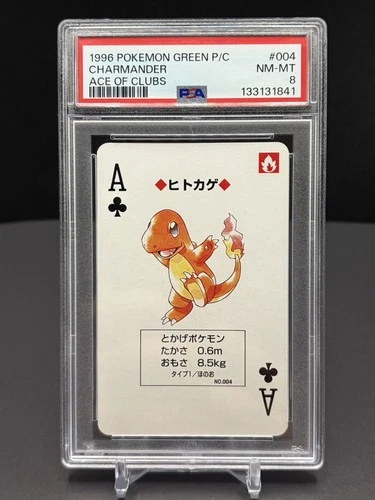 1996 POKEMON GREEN P/C #004
CHARMANDER NM-MT
ACE OF CLUBS 8
PSA 133131841
A
◆ヒトカゲ◆
とかげポケモン
たかさ 0.6m
おもさ 8.5kg
タイプ1/ほのお
NO.004
A